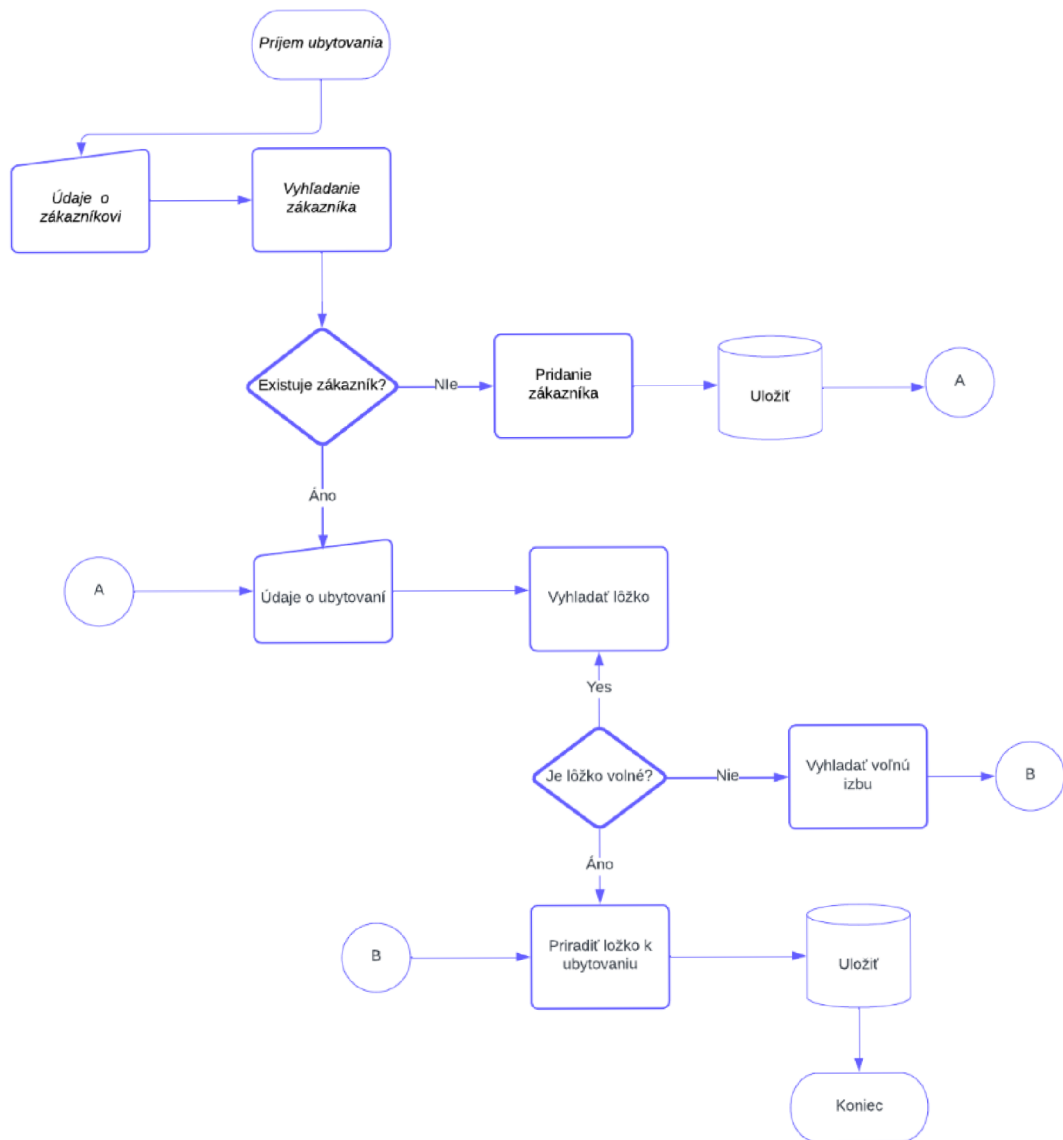 Príjem ubytovania
Údaje o
zákazníkovi
Vyhľadanie
zákazníka
Existuje zákazník?
NIe
Pridanie
zákazníka
Uložiť
A
Áno
A
Údaje o ubytovaní
Vyhladať lôžko
Yes
Je lôžko volné?
Nie
Vyhladať voľnú
izbu
B
Áno
B
Priradiť ložko k
ubytovaniu
Uložiť
Koniec